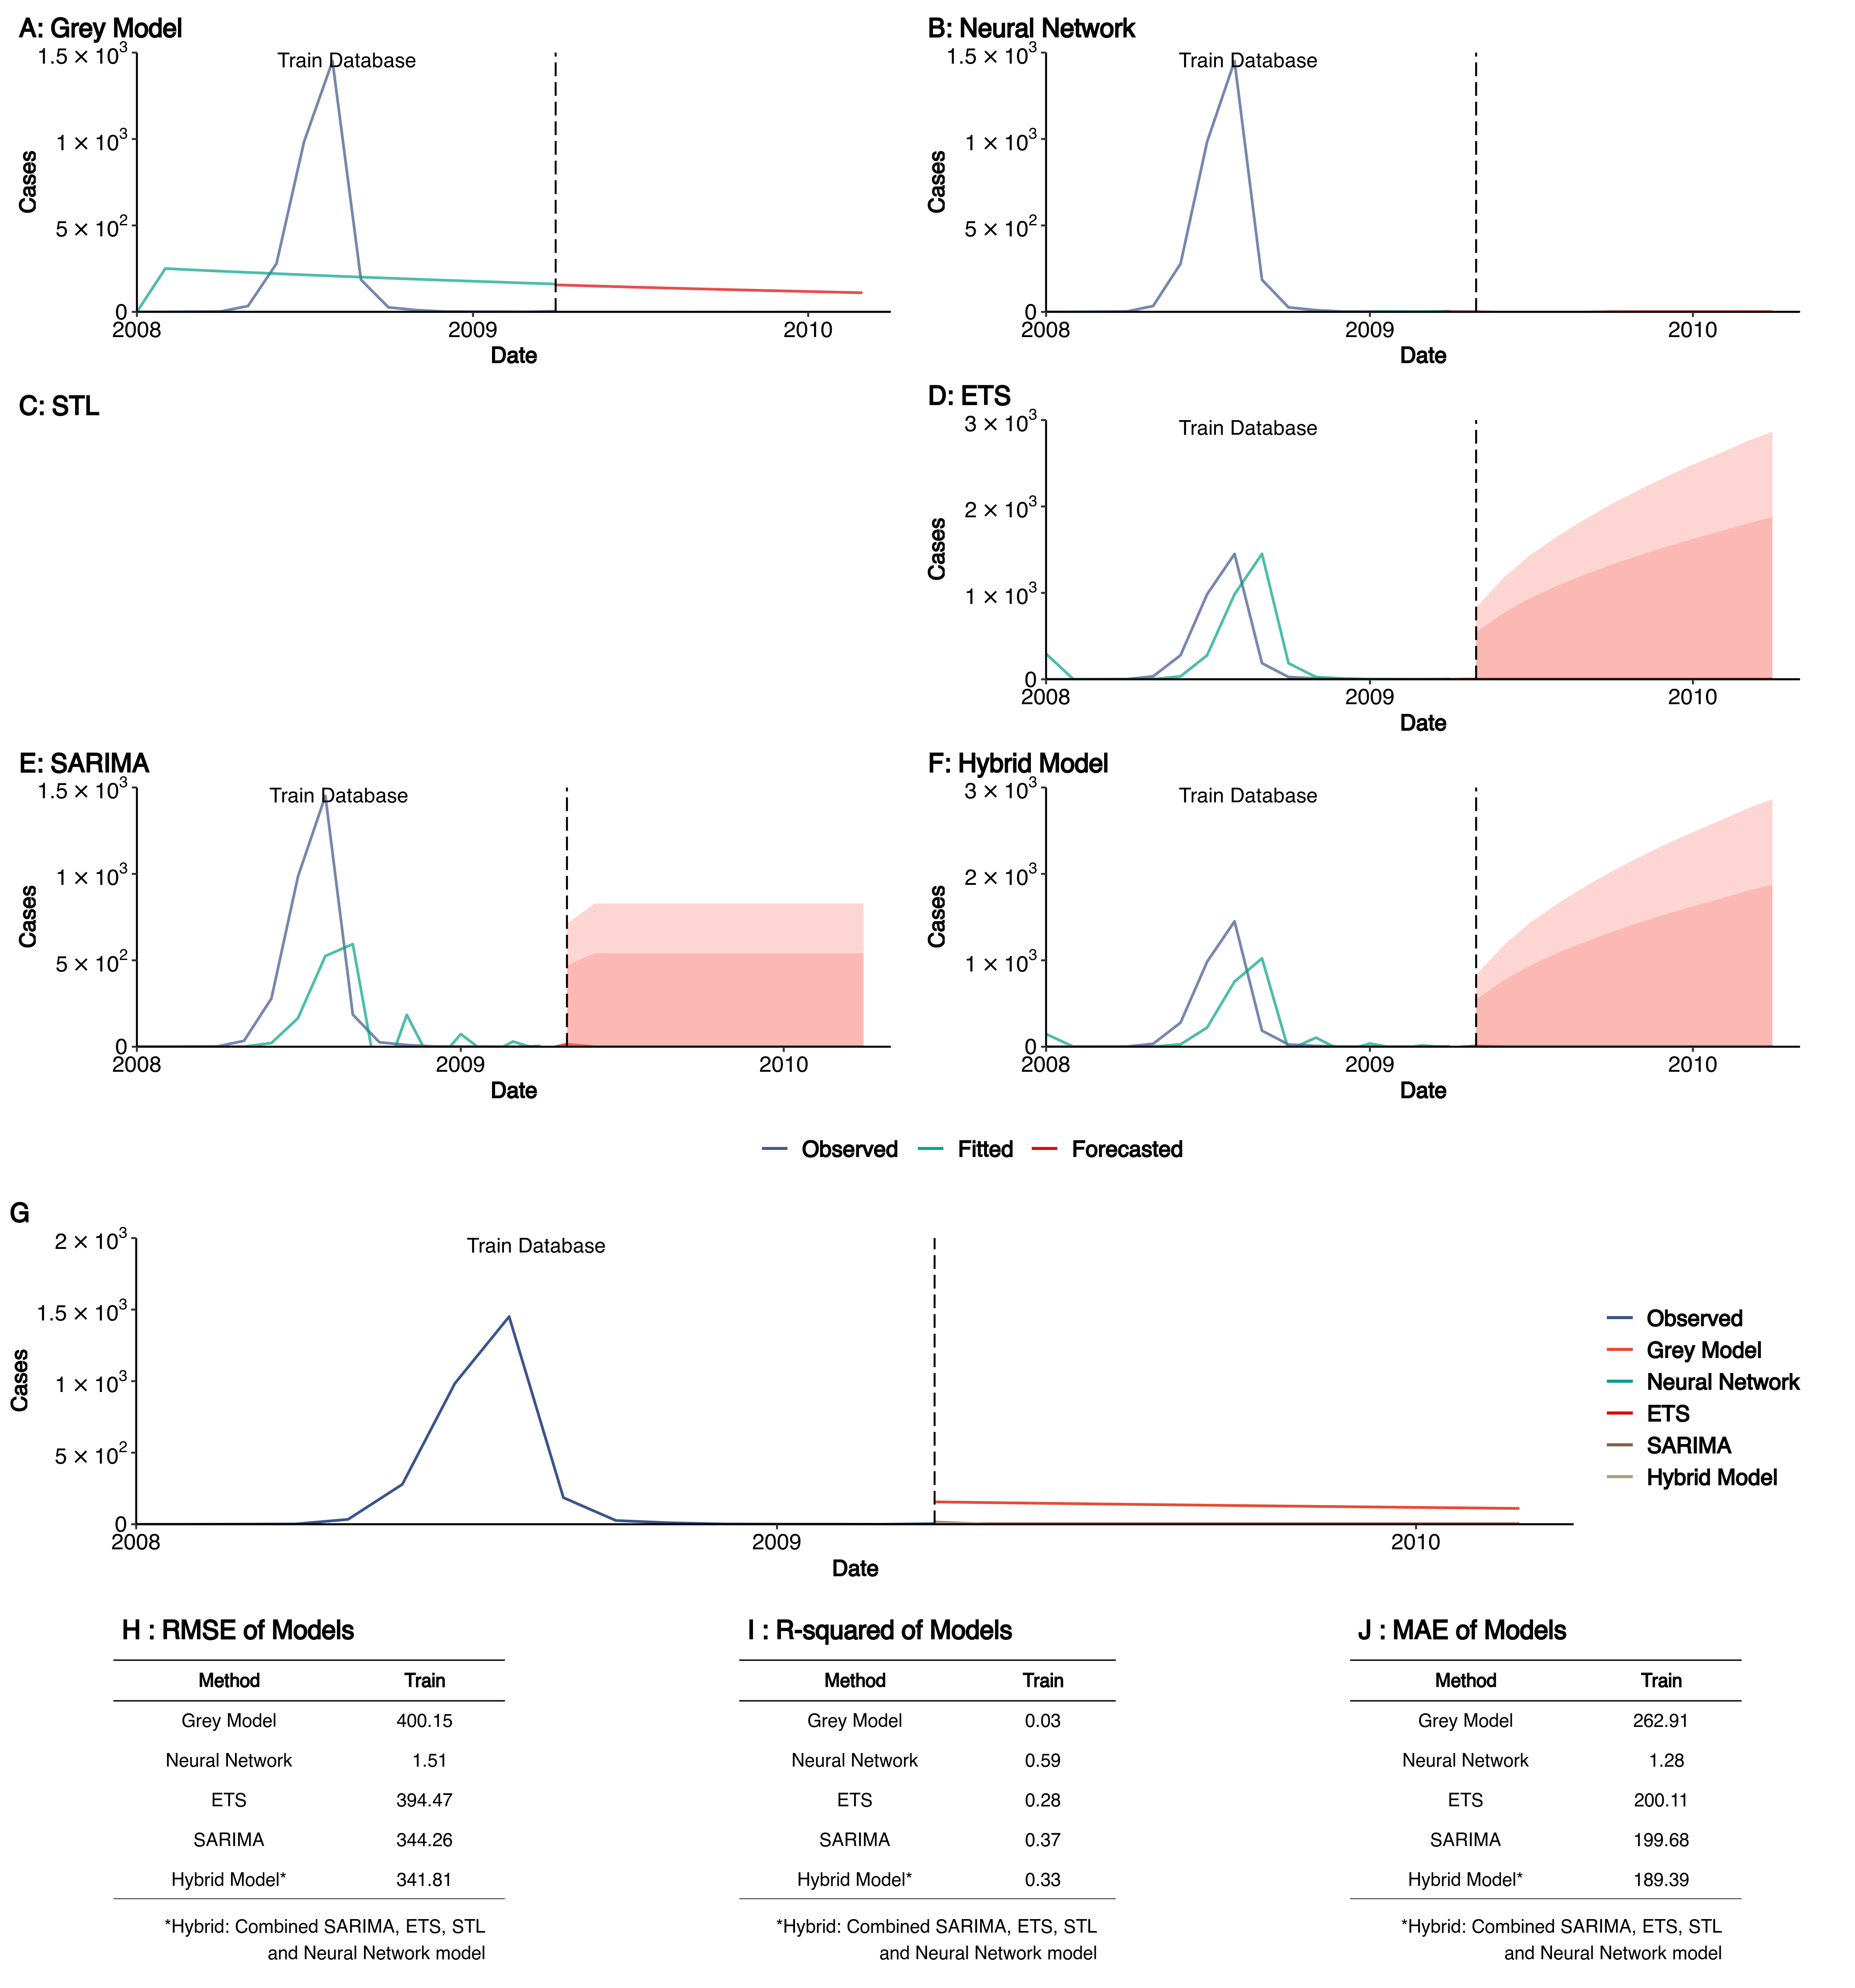 A: Grey Model
Train Database
1.5 × 10³
1 × 10³
5 × 10²
0
Cases
2008
2009
2010
Date
B: Neural Network
Train Database
1.5 × 10³
1 × 10³
5 × 10²
0
Cases
2008
2009
2010
Date
C: STL
D: ETS
Train Database
3 × 10³
2 × 10³
1 × 10³
0
Cases
2008
2009
2010
Date
E: SARIMA
Train Database
1.5 × 10³
1 × 10³
5 × 10²
0
Cases
2008
2009
2010
Date
F: Hybrid Model
Train Database
3 × 10³
2 × 10³
1 × 10³
0
Cases
2008
2009
2010
Date
Observed Fitted Forecasted
G
Train Database
2 × 10³
1.5 × 10³
1 × 10³
5 × 10²
0
Cases
2008
2009
2010
Date
Observed
Grey Model
Neural Network
ETS
SARIMA
Hybrid Model
H : RMSE of Models
Method Train
Grey Model 400.15
Neural Network 1.51
ETS 394.47
SARIMA 344.26
Hybrid Model* 341.81
*Hybrid: Combined SARIMA, ETS, STL
and Neural Network model
I : R-squared of Models
Method Train
Grey Model 0.03
Neural Network 0.59
ETS 0.28
SARIMA 0.37
Hybrid Model* 0.33
*Hybrid: Combined SARIMA, ETS, STL
and Neural Network model
J : MAE of Models
Method Train
Grey Model 262.91
Neural Network 1.28
ETS 200.11
SARIMA 199.68
Hybrid Model* 189.39
*Hybrid: Combined SARIMA, ETS, STL
and Neural Network model